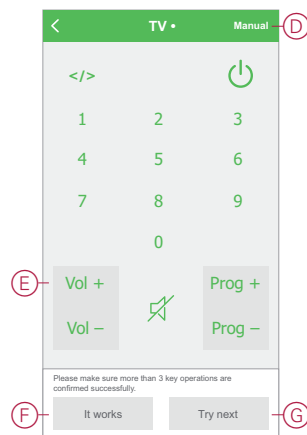 TV • Manual D
</>
1 2 3
4 5 6
7 8 9
0
E Vol + Prog +
Vol – Prog –
Please make sure more than 3 key operations are
confirmed successfully.
F It works Try next G